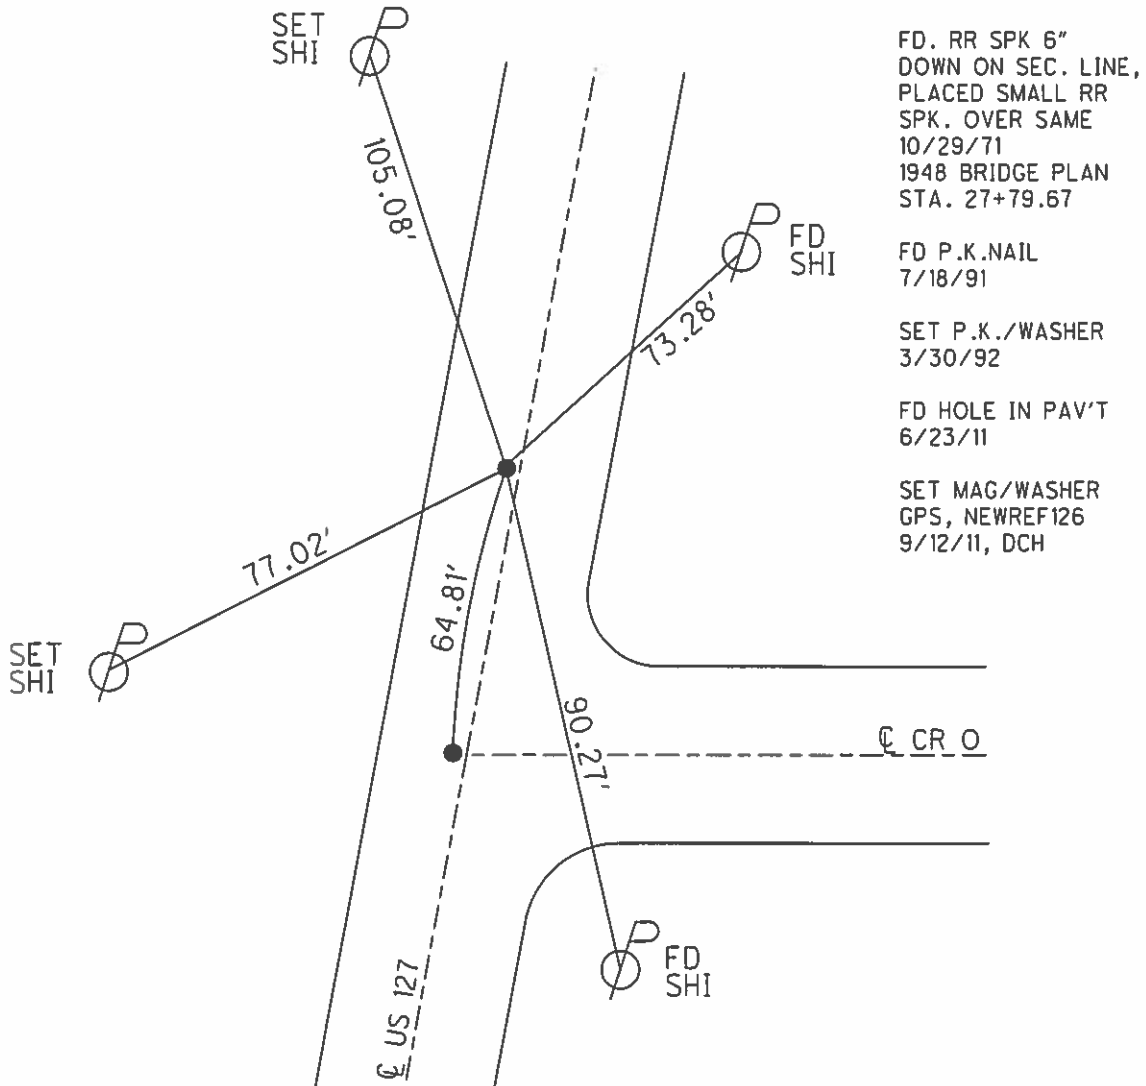 SET
SHI
FD. RR SPK 6"
DOWN ON SEC. LINE,
PLACED SMALL RR
SPK. OVER SAME
10/29/71
1948 BRIDGE PLAN
STA. 27+79.67
FD P.K.NAIL
7/18/91
SET P.K./WASHER
3/30/92
FD HOLE IN PAV'T
6/23/11
SET MAG/WASHER
GPS, NEWREF126
9/12/11, DCH
105.08'
FD
SHI
73.28'
77.02'
64.81'
SET
SHI
90.27'
℄ CR O
FD
SHI
℄ US 127